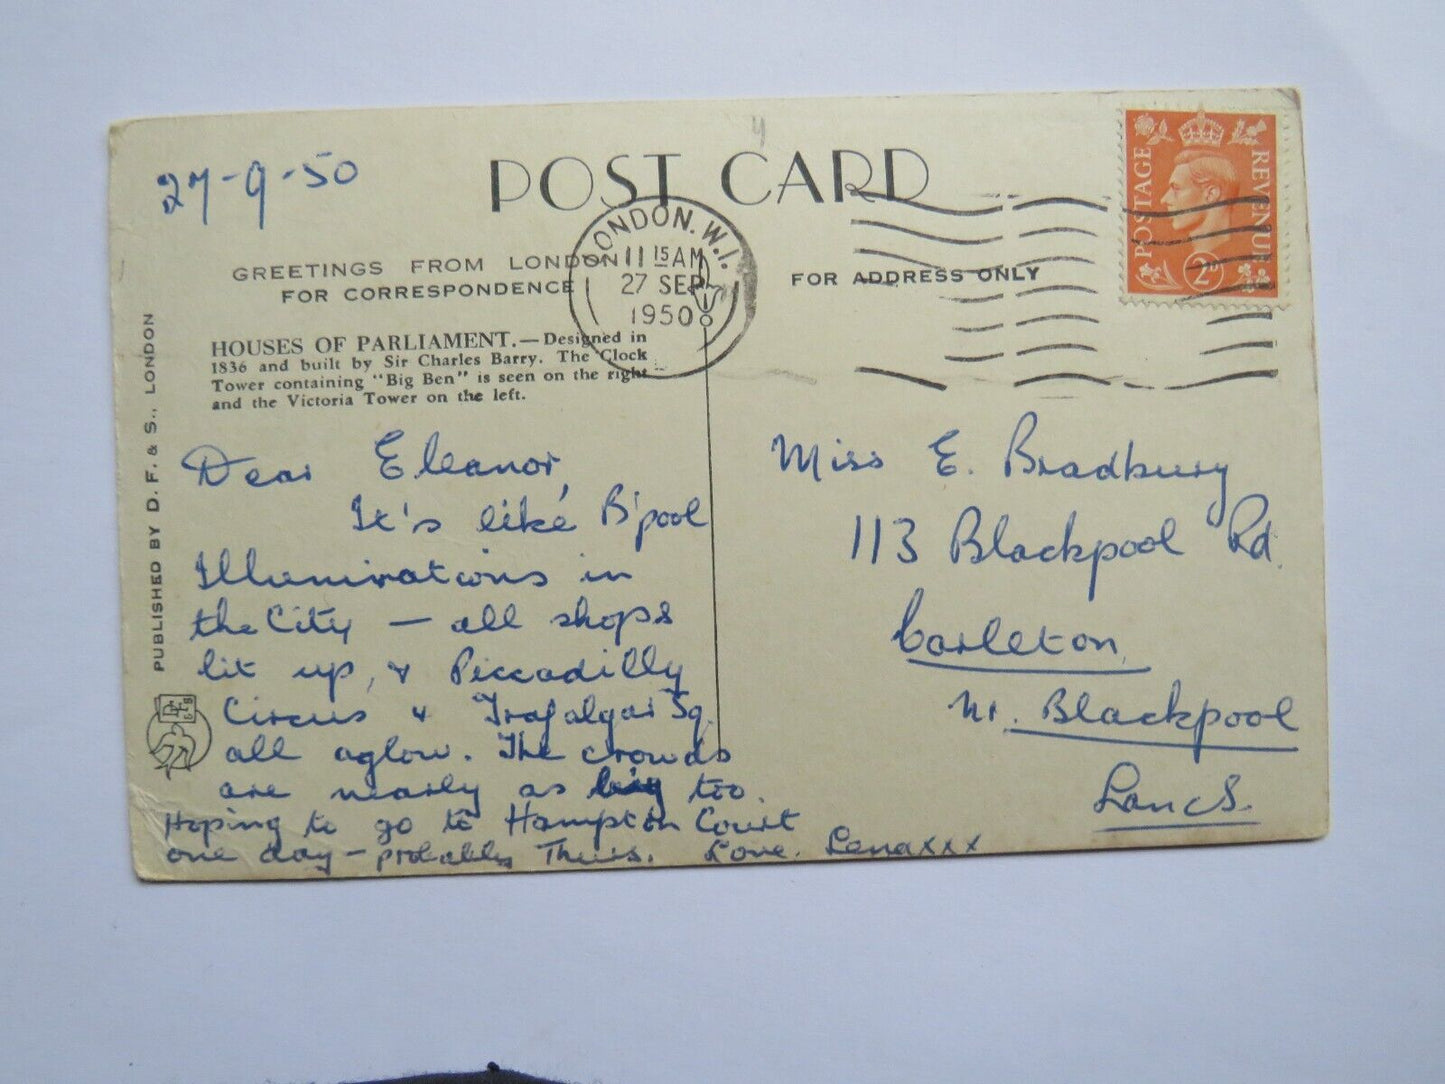 27-9-50
POST CARD
LONDON. W.1.
11 15 AM
27 SEP
1950
POSTAGE REVENUE
2D
GREETINGS FROM LONDON
FOR CORRESPONDENCE
FOR ADDRESS ONLY
HOUSES OF PARLIAMENT.—Designed in
1836 and built by Sir Charles Barry. The Clock
Tower containing "Big Ben" is seen on the right
and the Victoria Tower on the left.
PUBLISHED BY D. F. & S., LONDON
Dear Eleanor,
It's like B'pool
Illuminations in
the City — all shops
lit up, & Piccadilly
Circus & Trafalgar Sq.
all aglow. The crowds
are nearly as big too.
Hoping to go to Hampton Court
one day — probably Thurs. Love. Lena xxx
Miss E. Bradbury
113 Blackpool Rd.
Carleton,
Nr. Blackpool
Lancs.